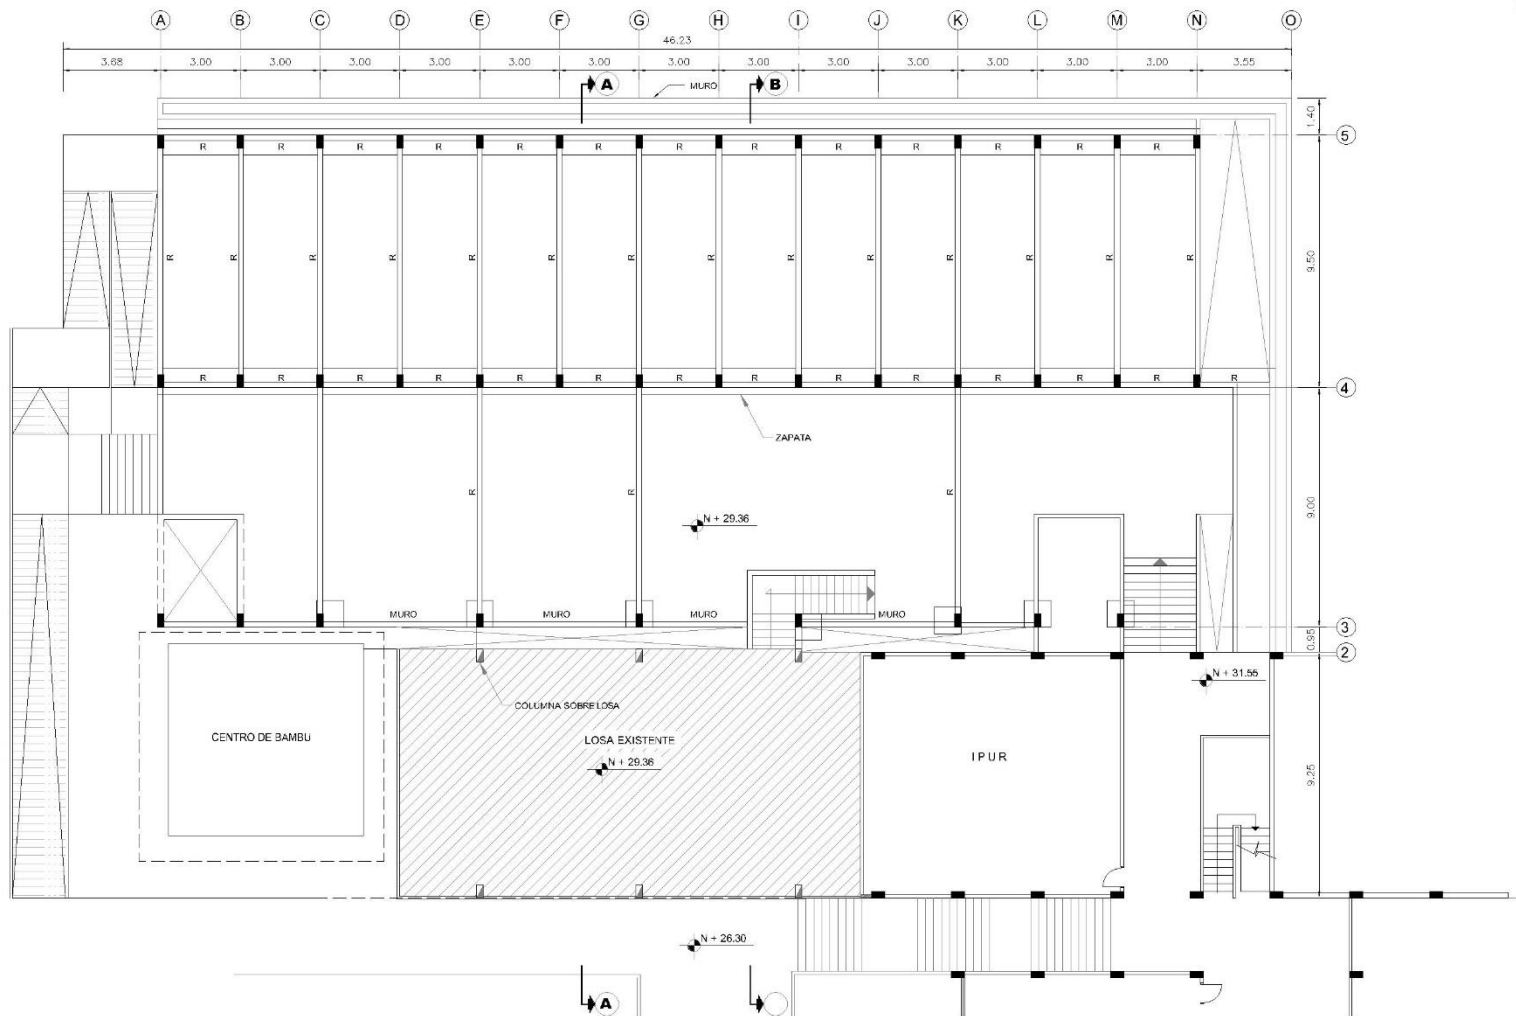 A B C D E F G H I J K L M N O
46.23
3.68 3.00 3.00 3.00 3.00 3.00 3.00 3.00 3.00 3.00 3.00 3.00 3.00 3.00 3.55
A B
MURO
1.40
5
R R R R R R R R R R R R R
R R R R R R R R R R R R R R
9.50
R R R R R R R R R R R R R R
4
ZAPATA
R R R
9.00
N + 29.36
MURO MURO MURO MURO
3
0.95
2
N + 31.55
COLUMNA SOBRE LOSA
CENTRO DE BAMBU
LOSA EXISTENTE
N + 29.36
IPUR
9.25
N + 26.30
A